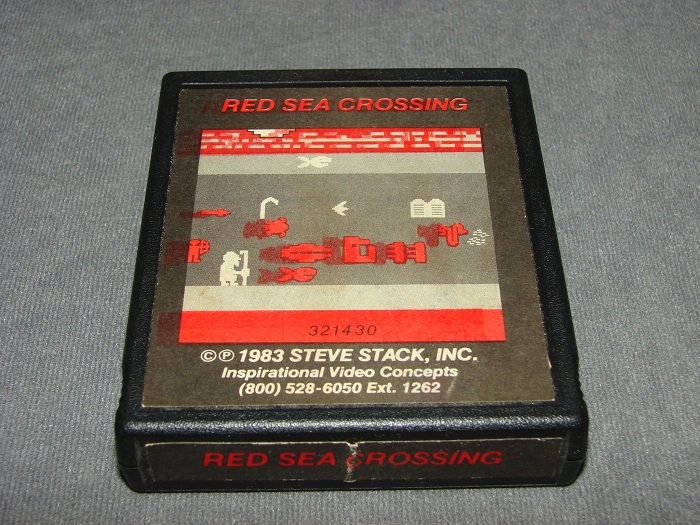 RED SEA CROSSING
321430
©℗ 1983 STEVE STACK, INC.
Inspirational Video Concepts
(800) 528-6050 Ext. 1262
RED SEA CROSSING